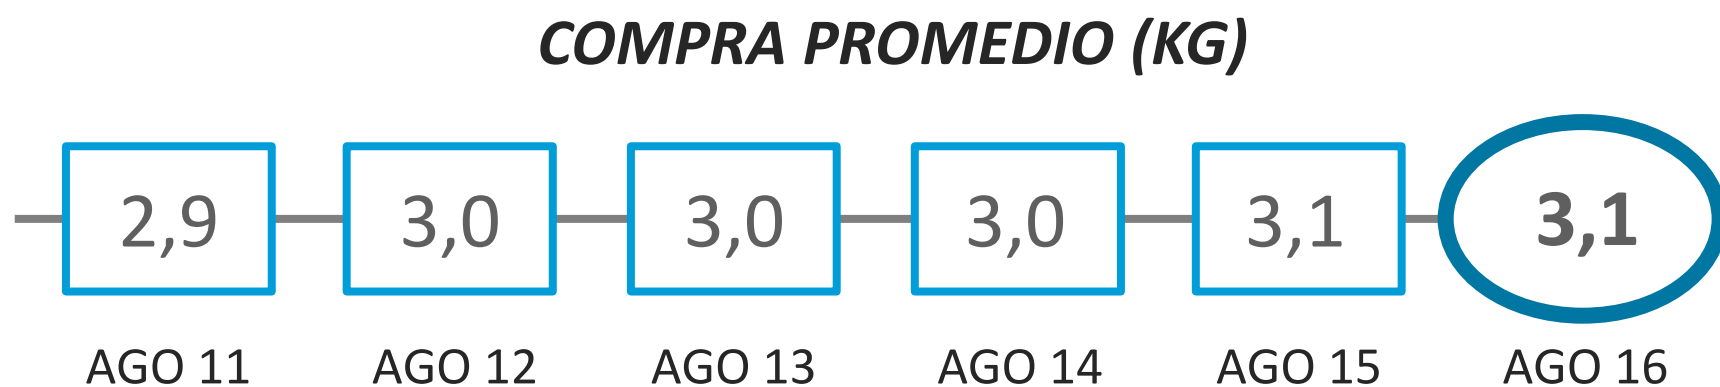 COMPRA PROMEDIO (KG)
2,9 3,0 3,0 3,0 3,1 3,1
AGO 11 AGO 12 AGO 13 AGO 14 AGO 15 AGO 16